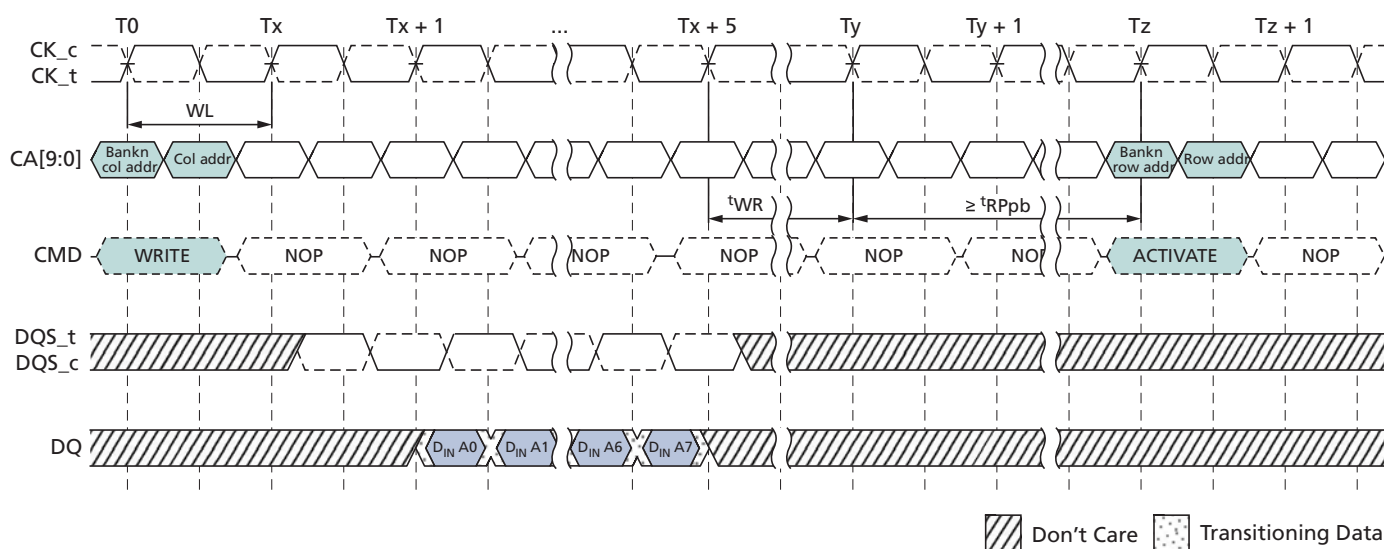 T0 Tx Tx + 1 ... Tx + 5 Ty Ty + 1 Tz Tz + 1
CK_c
CK_t
WL
CA[9:0] Bankn col addr Col addr Bankn row addr Row addr
tWR ≥ tRPpb
CMD WRITE NOP NOP NOP NOP NOP NOP ACTIVATE NOP
DQS_t
DQS_c
DQ DIN A0 DIN A1 DIN A6 DIN A7
Don't Care Transitioning Data